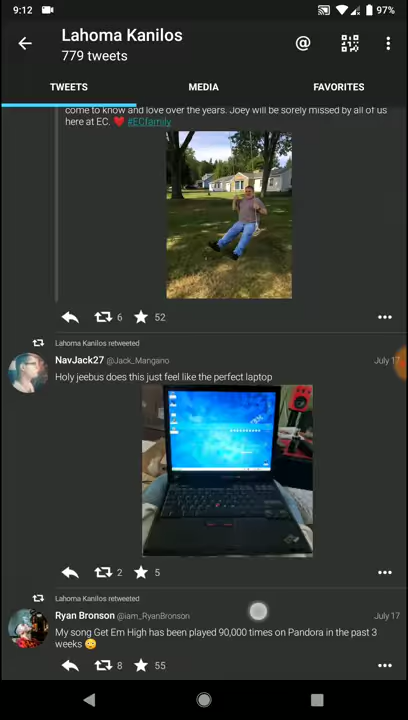 9:12
97%
Lahoma Kanilos
779 tweets
TWEETS
MEDIA
FAVORITES
come to know and love over the years. Joey will be sorely missed by all of us
here at EC. ❤️ #ECfamily
6
52
Lahoma Kanilos retweeted
NavJack27 @Jack_Mangano
July 17
Holy jeebus does this just feel like the perfect laptop
2
5
Lahoma Kanilos retweeted
Ryan Bronson @iam_RyanBronson
July 17
My song Get Em High has been played 90,000 times on Pandora in the past 3
weeks 😳
8
55